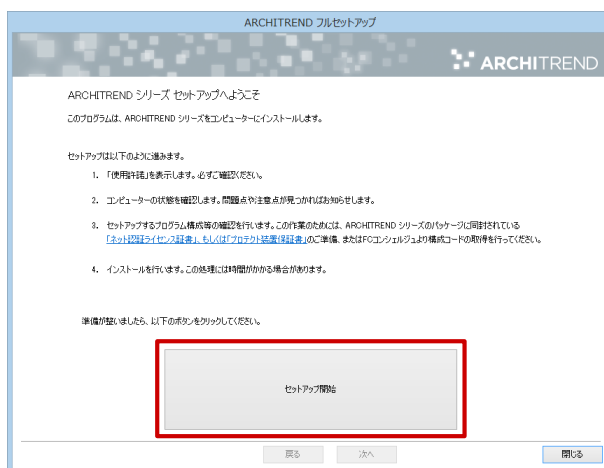 ARCHITREND フルセットアップ
ARCHITREND
ARCHITREND シリーズ セットアップへようこそ
このプログラムは、ARCHITREND シリーズをコンピューターにインストールします。
セットアップは以下のように進みます。
1. 「使用許諾」を表示します。必ずご確認ください。
2. コンピューターの状態を確認します。問題点や注意点が見つかればお知らせします。
3. セットアップするプログラム構成等の確認を行います。この作業のためには、ARCHITREND シリーズのパッケージに同封されている
「ネット認証ライセンス証書」、もしくは「プロテクト装置保証書」のご準備、またはFCコンシェルジュより構成コードの取得を行ってください。
4. インストールを行います。この処理には時間がかかる場合があります。
準備が整いましたら、以下のボタンをクリックしてください。
セットアップ開始
戻る 次へ 閉じる